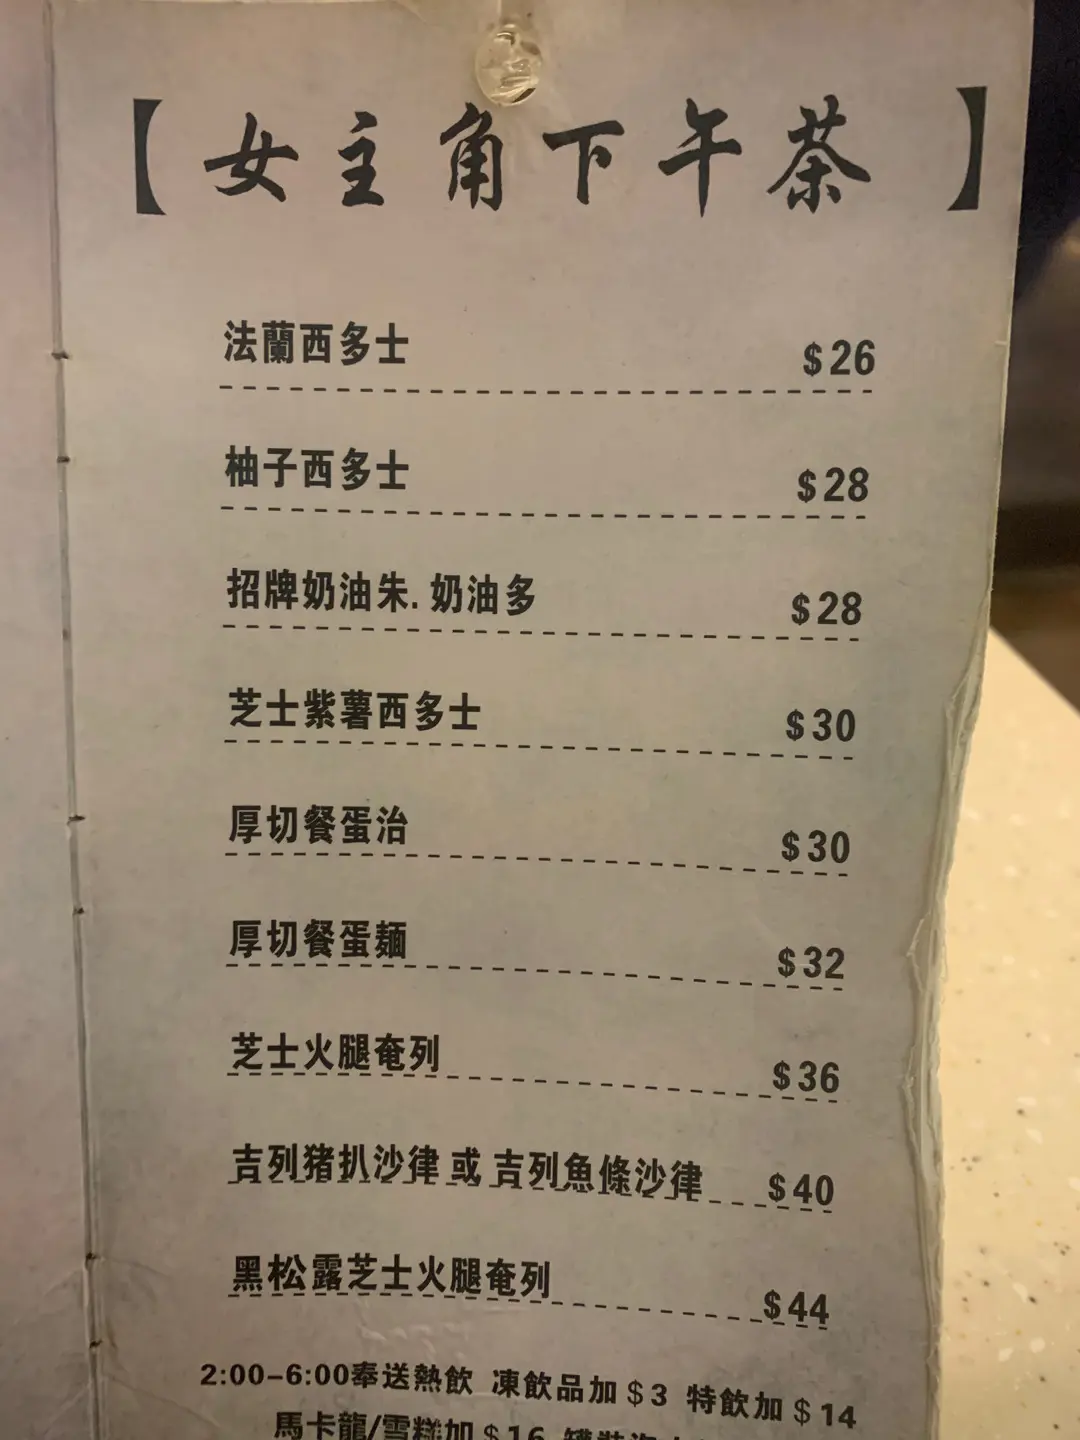 【女主角下午茶】
法蘭西多士 $26
柚子西多士 $28
招牌奶油朱.奶油多 $28
芝士紫薯西多士 $30
厚切餐蛋治 $30
厚切餐蛋麵 $32
芝士火腿奄列 $36
吉列豬扒沙律 或 吉列魚條沙律 $40
黑松露芝士火腿奄列 $44
2:00-6:00奉送熱飲 凍飲品加$3 特飲加$14
馬卡龍/雪糕加$16 罐裝